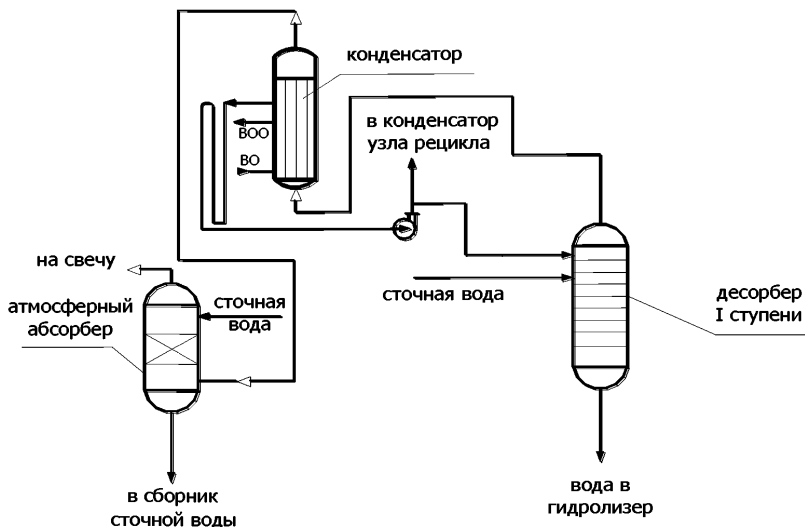 конденсатор
ВОО
ВО
в конденсатор
узла рецикла
на свечу
атмосферный
абсорбер
сточная
вода
сточная вода
десорбер
I ступени
в сборник
сточной воды
вода в
гидролизер